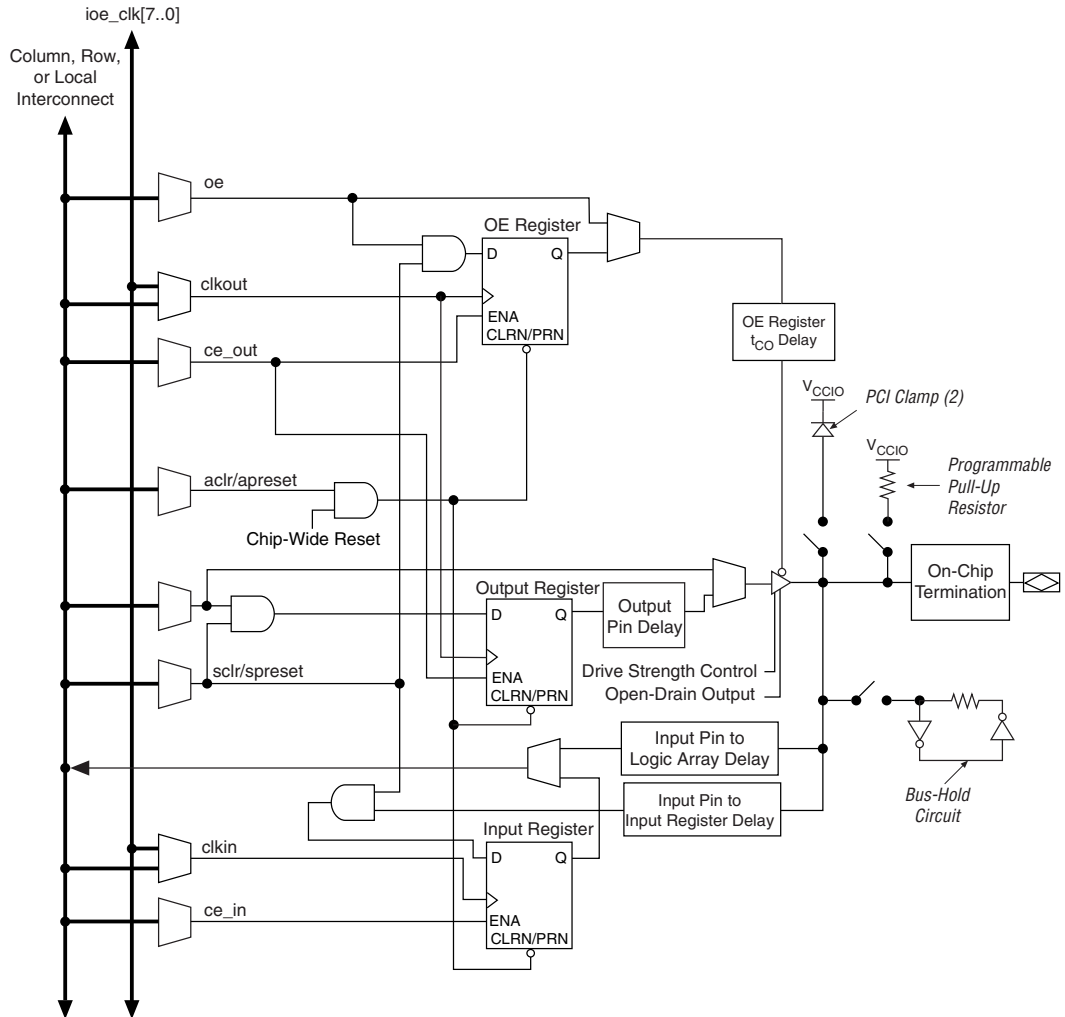 ioe_clk[7..0]
Column, Row,
or Local
Interconnect
oe
OE Register
D Q
ENA
CLRN/PRN
clkout
ce_out
OE Register
tCO Delay
VCCIO
PCI Clamp (2)
VCCIO
Programmable
Pull-Up
Resistor
aclr/apreset
Chip-Wide Reset
On-Chip
Termination
Output Register
D Q
ENA
CLRN/PRN
Output
Pin Delay
sclr/spreset
Drive Strength Control
Open-Drain Output
Input Pin to
Logic Array Delay
Input Pin to
Input Register Delay
Bus-Hold
Circuit
Input Register
D Q
ENA
CLRN/PRN
clkin
ce_in